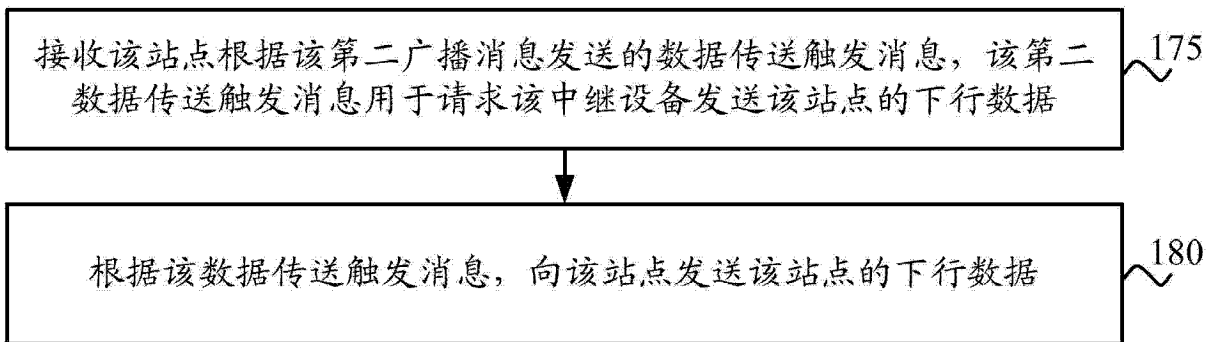 接收该站点根据该第二广播消息发送的数据传送触发消息，该第二
数据传送触发消息用于请求该中继设备发送该站点的下行数据
175
根据该数据传送触发消息，向该站点发送该站点的下行数据
180